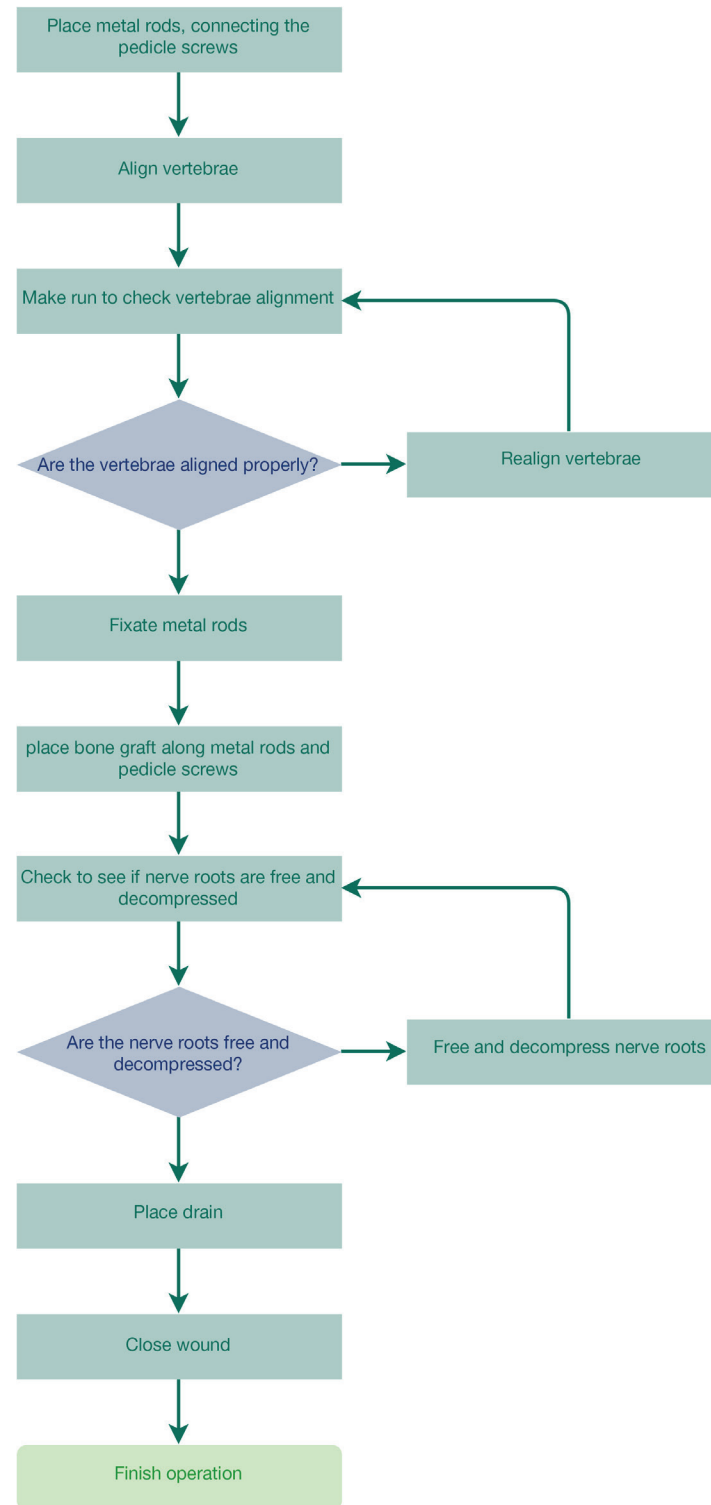 Place metal rods, connecting the
pedicle screws
Align vertebrae
Make run to check vertebrae alignment
Are the vertebrae aligned properly?
Realign vertebrae
Fixate metal rods
place bone graft along metal rods and
pedicle screws
Check to see if nerve roots are free and
decompressed
Are the nerve roots free and
decompressed?
Free and decompress nerve roots
Place drain
Close wound
Finish operation